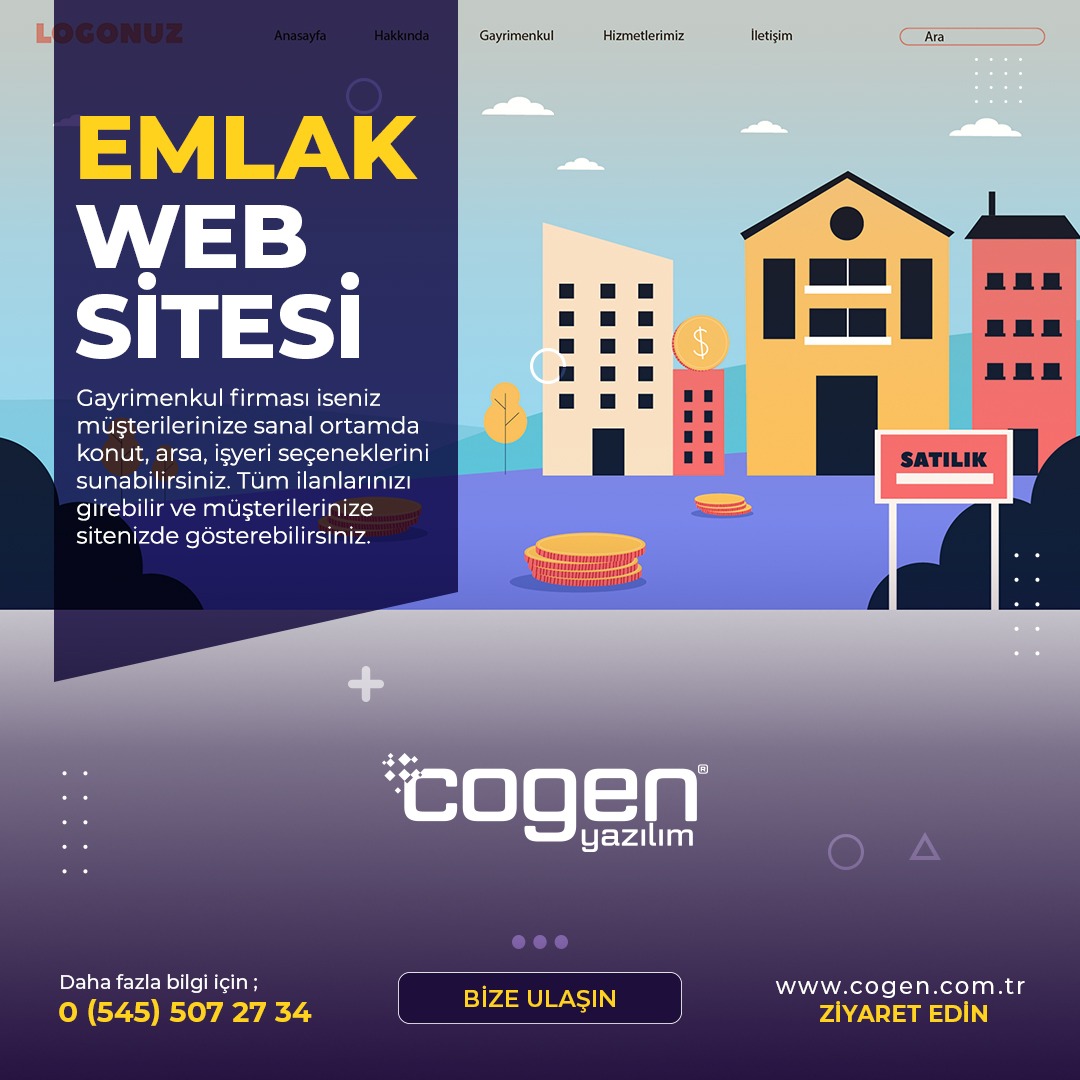 LOGONUZ
Anasayfa Hakkında Gayrimenkul Hizmetlerimiz İletişim Ara
EMLAK
WEB
SİTESİ
Gayrimenkul firması iseniz
müşterilerinize sanal ortamda
konut, arsa, işyeri seçeneklerini
sunabilirsiniz. Tüm ilanlarınızı
girebilir ve müşterilerinize
sitenizde gösterebilirsiniz.
$
SATILIK
cogen®
yazılım
Daha fazla bilgi için ;
0 (545) 507 27 34
BİZE ULAŞIN
www.cogen.com.tr
ZİYARET EDİN